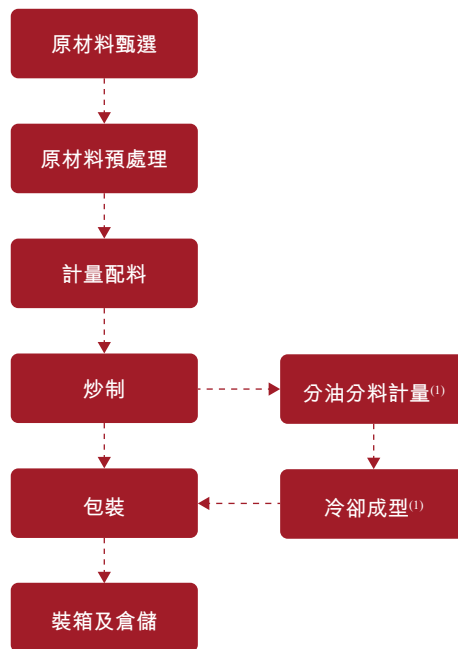 原材料甄選
原材料預處理
計量配料
炒制
分油分料計量(1)
包裝
冷卻成型(1)
裝箱及倉儲